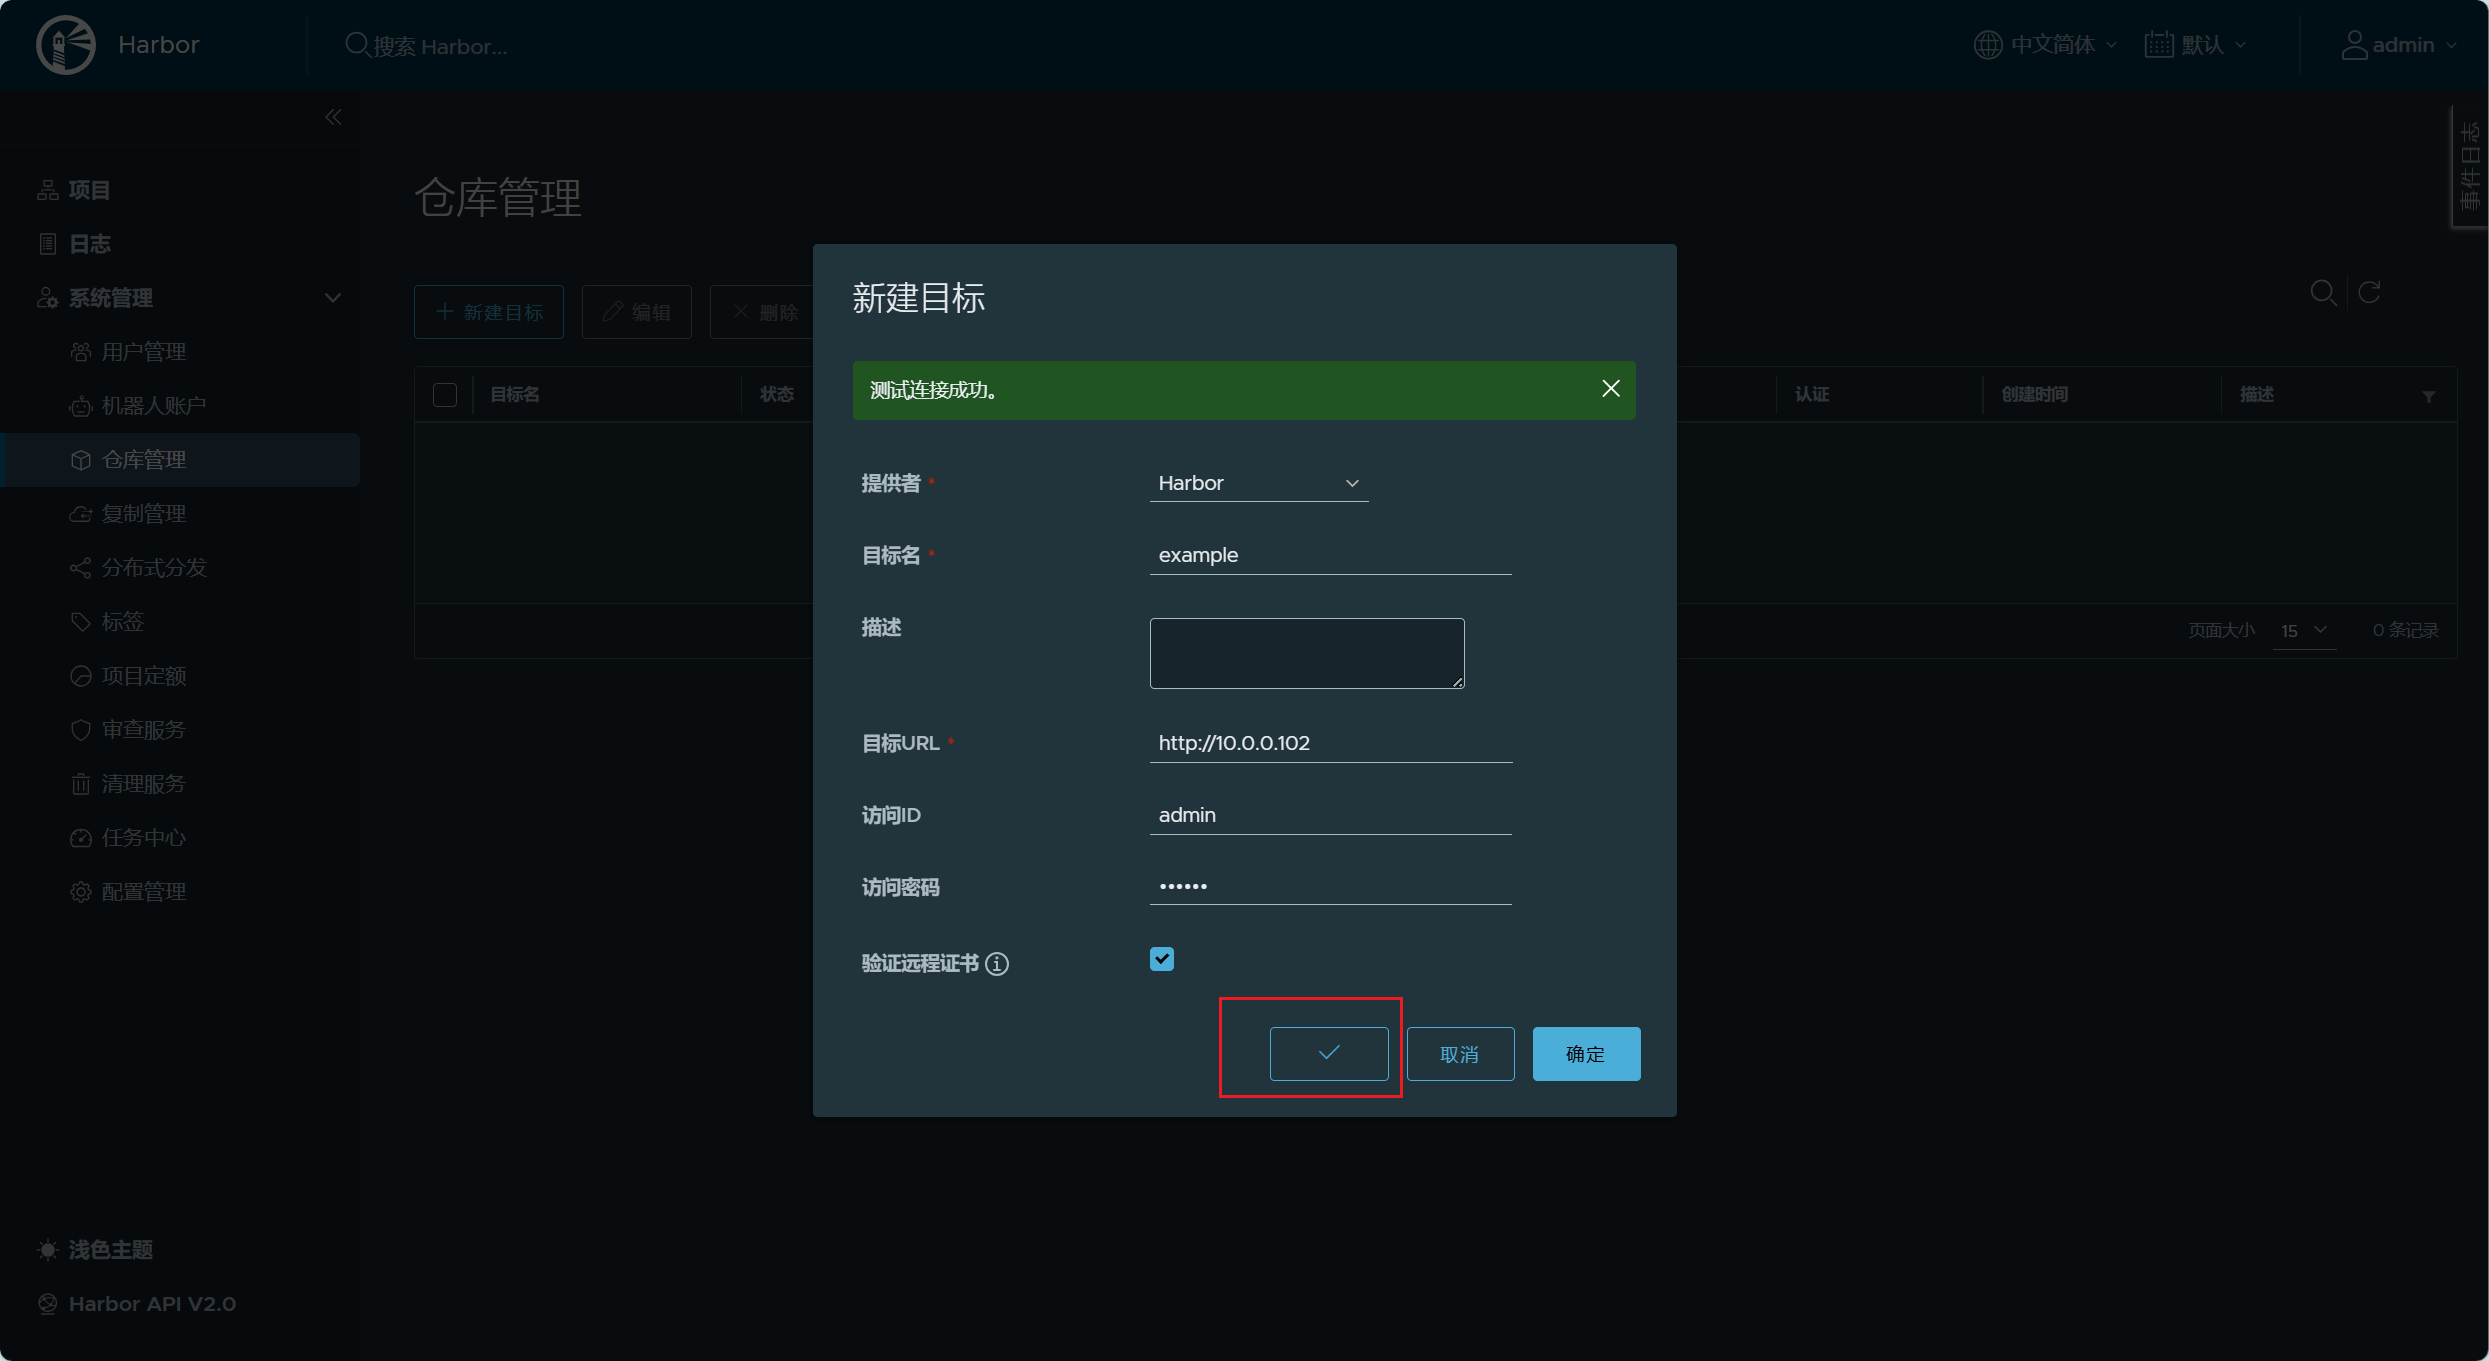 Harbor
搜索 Harbor...
中文简体
默认
admin
事件日志
项目
日志
系统管理
用户管理
机器人账户
仓库管理
复制管理
分布式分发
标签
项目定额
审查服务
清理服务
任务中心
配置管理
浅色主题
Harbor API V2.0
仓库管理
新建目标
编辑
删除
目标名
状态
认证
创建时间
描述
页面大小
15
0 条记录
新建目标
测试连接成功。
提供者 *
Harbor
目标名 *
example
描述
目标URL *
http://10.0.0.102
访问ID
admin
访问密码
••••••
验证远程证书
取消
确定